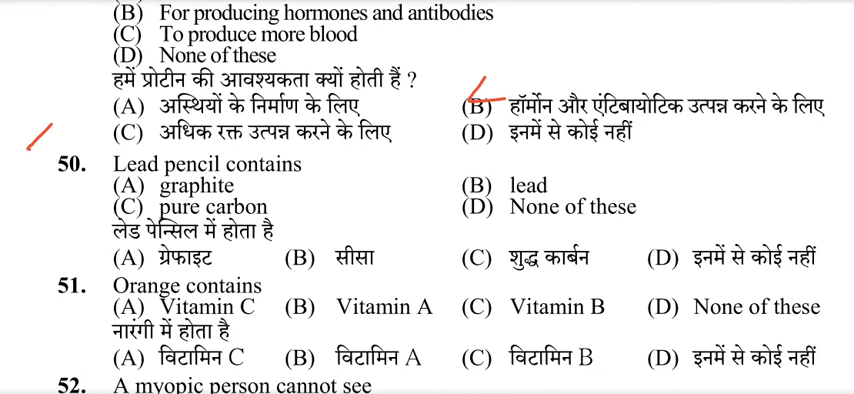 (B) For producing hormones and antibodies
(C) To produce more blood
(D) None of these
हमें प्रोटीन की आवश्यकता क्यों होती हैं ?
(A) अस्थियों के निर्माण के लिए (B) हॉर्मोन और एंटिबायोटिक उत्पन्न करने के लिए
(C) अधिक रक्त उत्पन्न करने के लिए (D) इनमें से कोई नहीं
50. Lead pencil contains
(A) graphite (B) lead
(C) pure carbon (D) None of these
लेड पेन्सिल में होता है
(A) ग्रेफाइट (B) सीसा (C) शुद्ध कार्बन (D) इनमें से कोई नहीं
51. Orange contains
(A) Vitamin C (B) Vitamin A (C) Vitamin B (D) None of these
नारंगी में होता है
(A) विटामिन C (B) विटामिन A (C) विटामिन B (D) इनमें से कोई नहीं
52. A myopic person cannot see